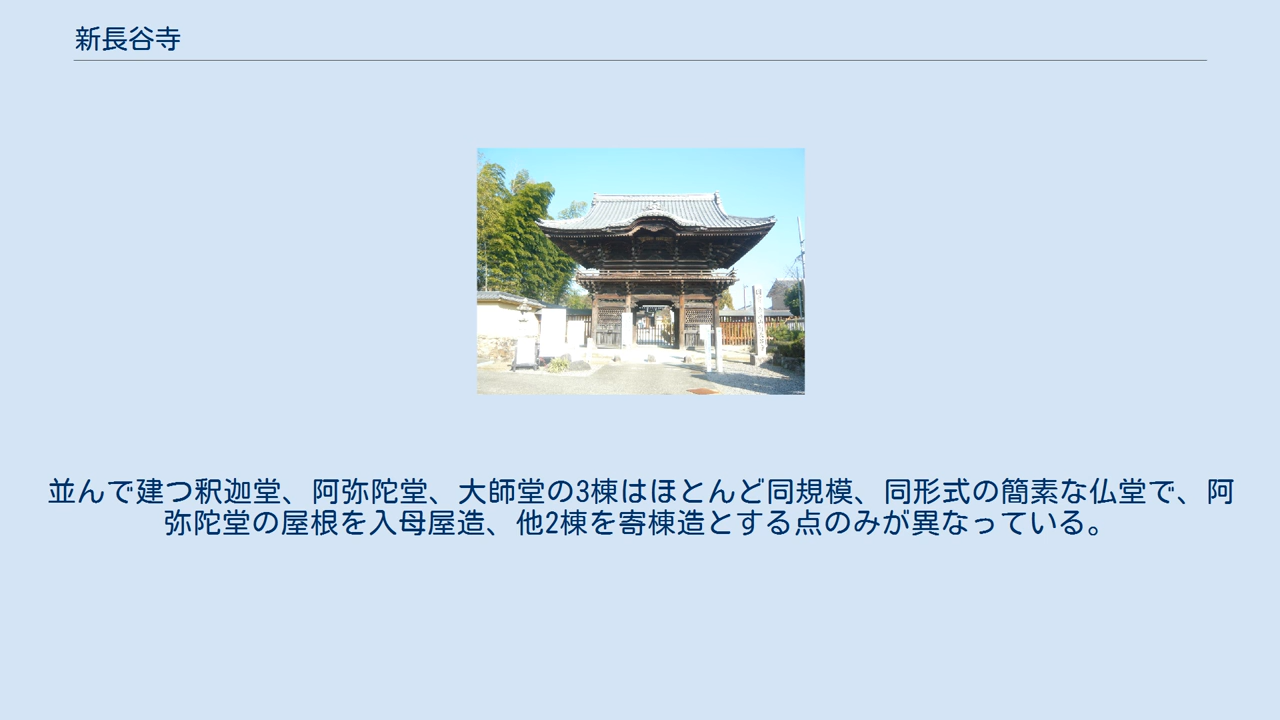 新長谷寺
並んで建つ釈迦堂、阿弥陀堂、大師堂の3棟はほとんど同規模、同形式の簡素な仏堂で、阿
弥陀堂の屋根を入母屋造、他2棟を寄棟造とする点のみが異なっている。